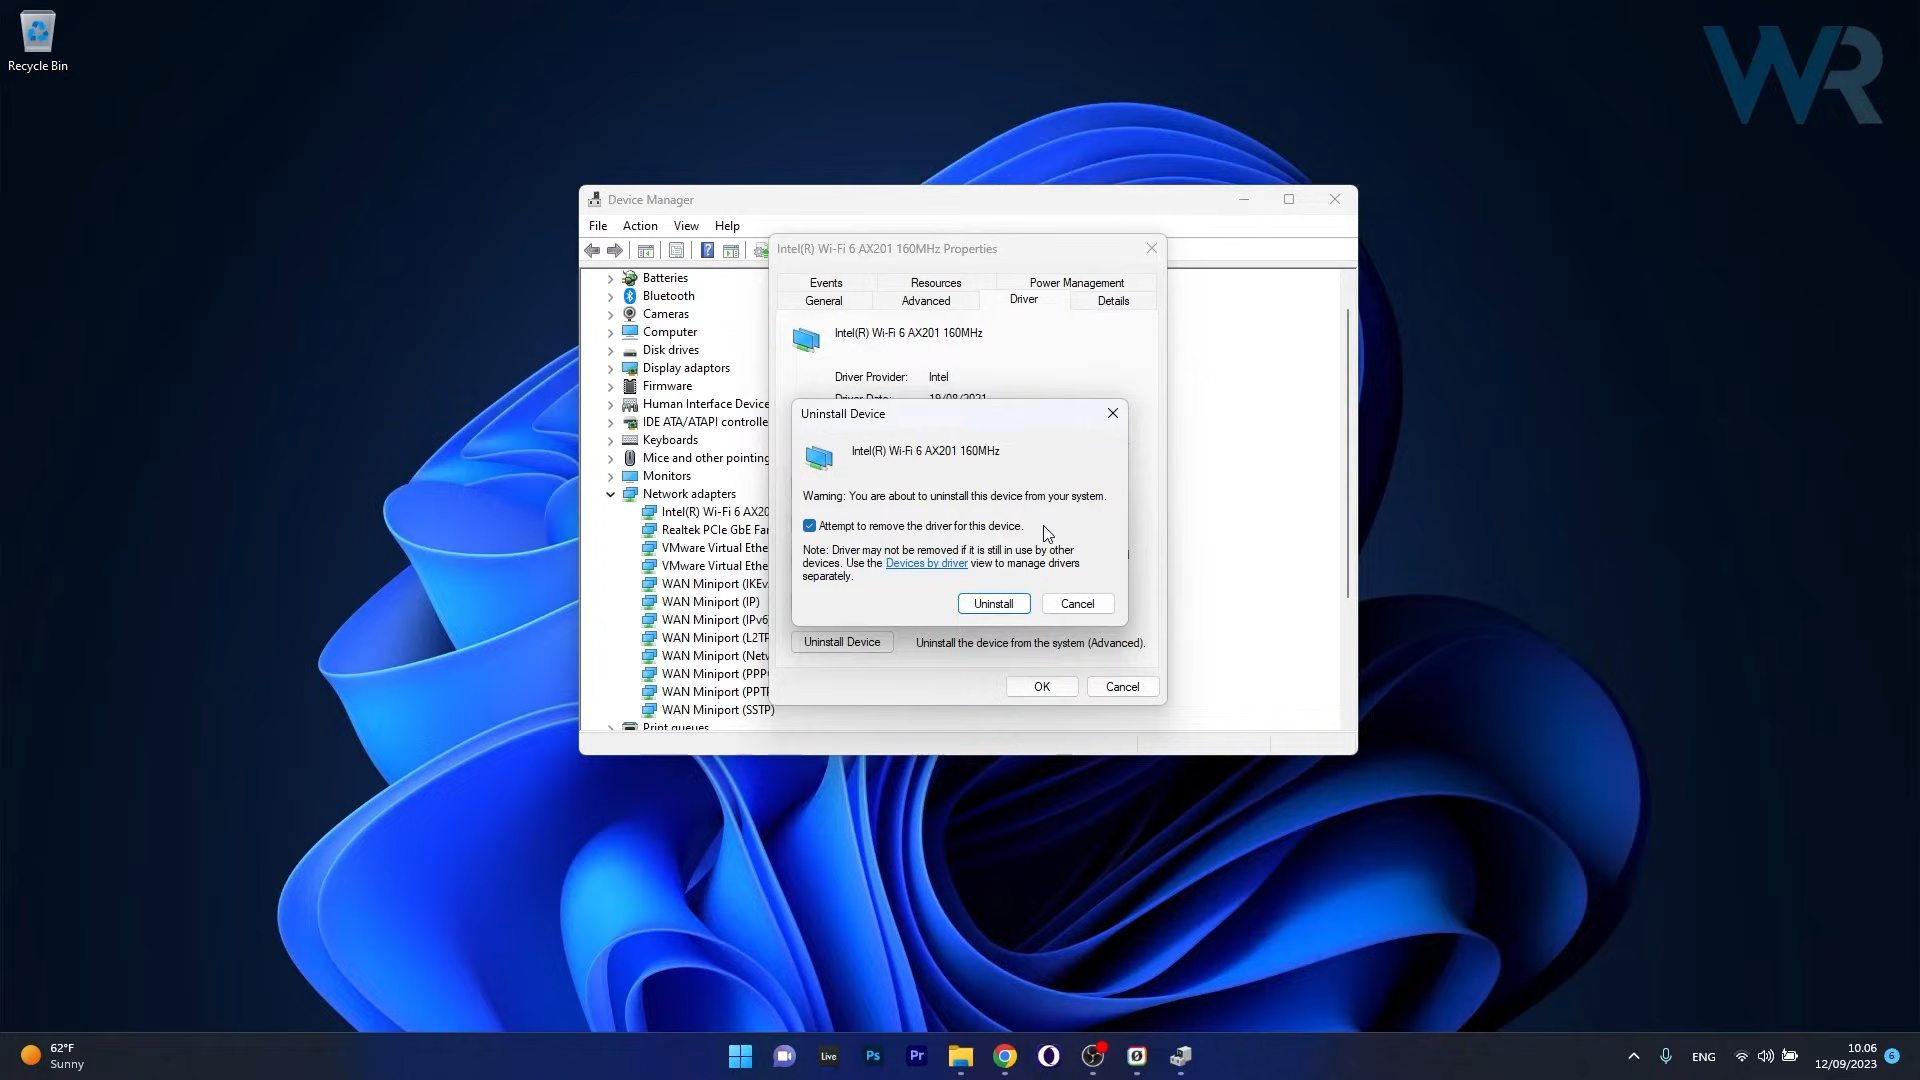 Recycle Bin
WR
Device Manager
File Action View Help
Intel(R) Wi-Fi 6 AX201 160MHz Properties
Events Resources Power Management
General Advanced Driver Details
Batteries
Bluetooth
Cameras
Computer
Disk drives
Display adaptors
Firmware
Human Interface Device
IDE ATA/ATAPI controlle
Keyboards
Mice and other pointing
Monitors
Network adapters
Intel(R) Wi-Fi 6 AX20
Realtek PCIe GbE Fa
VMware Virtual Ethe
VMware Virtual Ethe
WAN Miniport (IKEv
WAN Miniport (IP)
WAN Miniport (IPv6
WAN Miniport (L2TP
WAN Miniport (Netw
WAN Miniport (PPP
WAN Miniport (PPTP
WAN Miniport (SSTP)
Print queues
Intel(R) Wi-Fi 6 AX201 160MHz
Driver Provider: Intel
Driver Date: 19/08/2021
Uninstall Device
Intel(R) Wi-Fi 6 AX201 160MHz
Warning: You are about to uninstall this device from your system.
Attempt to remove the driver for this device.
Note: Driver may not be removed if it is still in use by other
devices. Use the Devices by driver view to manage drivers
separately.
Uninstall Cancel
Uninstall Device Uninstall the device from the system (Advanced).
OK Cancel
62°F
Sunny
Live
Ps
Pr
ENG
10.06
12/09/2023
6